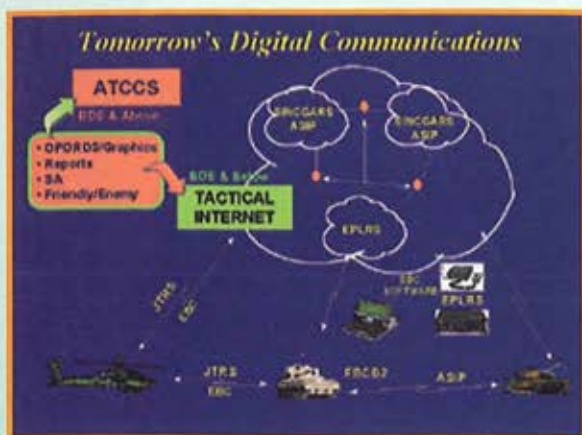 Tomorrow's Digital Communications
ATCCS
BDE & Above
• OPORDS/Graphics
• Reports
• SA
• Friendly/Enemy
BDE & Below
TACTICAL
INTERNET
SINCGARS
ASIP
SINCGARS
ASIP
EPLRS
EBC
SOFTWARE
EPLRS
JTRS
EBC
JTRS
EBC
FBCB2
ASIP